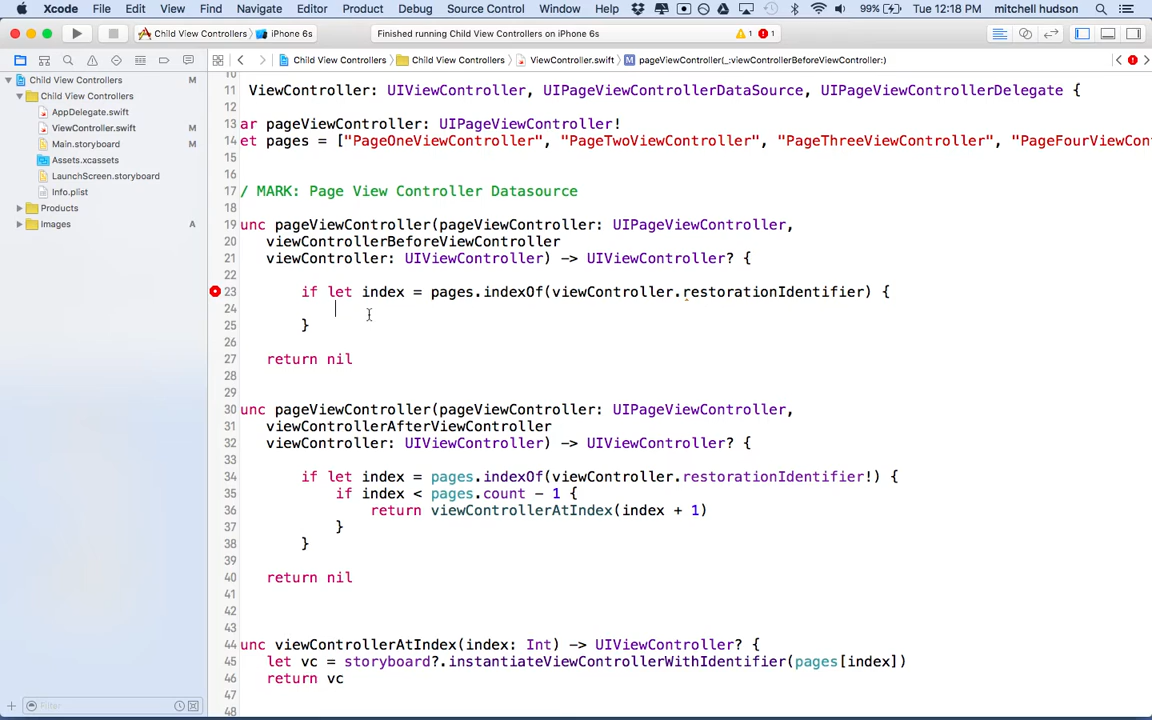 Xcode File Edit View Find Navigate Editor Product Debug Source Control Window Help 99% Tue 12:18 PM mitchell hudson
Child View Controllers iPhone 6s Finished running Child View Controllers on iPhone 6s 1 1
Child View Controllers Child View Controllers ViewController.swift M pageViewController(_:viewControllerBeforeViewController:)
Child View Controllers M
Child View Controllers
AppDelegate.swift
ViewController.swift M
Main.storyboard M
Assets.xcassets
LaunchScreen.storyboard
Info.plist
Products
Images A
Filter
10
11 ViewController: UIViewController, UIPageViewControllerDataSource, UIPageViewControllerDelegate {
12
13 ar pageViewController: UIPageViewController!
14 et pages = ["PageOneViewController", "PageTwoViewController", "PageThreeViewController", "PageFourViewCont
15
16
17 / MARK: Page View Controller Datasource
18
19 unc pageViewController(pageViewController: UIPageViewController,
20 viewControllerBeforeViewController
21 viewController: UIViewController) -> UIViewController? {
22
23 if let index = pages.indexOf(viewController.restorationIdentifier) {
24
25 }
26
27 return nil
28
29
30 unc pageViewController(pageViewController: UIPageViewController,
31 viewControllerAfterViewController
32 viewController: UIViewController) -> UIViewController? {
33
34 if let index = pages.indexOf(viewController.restorationIdentifier!) {
35 if index < pages.count - 1 {
36 return viewControllerAtIndex(index + 1)
37 }
38 }
39
40 return nil
41
42
43
44 unc viewControllerAtIndex(index: Int) -> UIViewController? {
45 let vc = storyboard?.instantiateViewControllerWithIdentifier(pages[index])
46 return vc
47
48